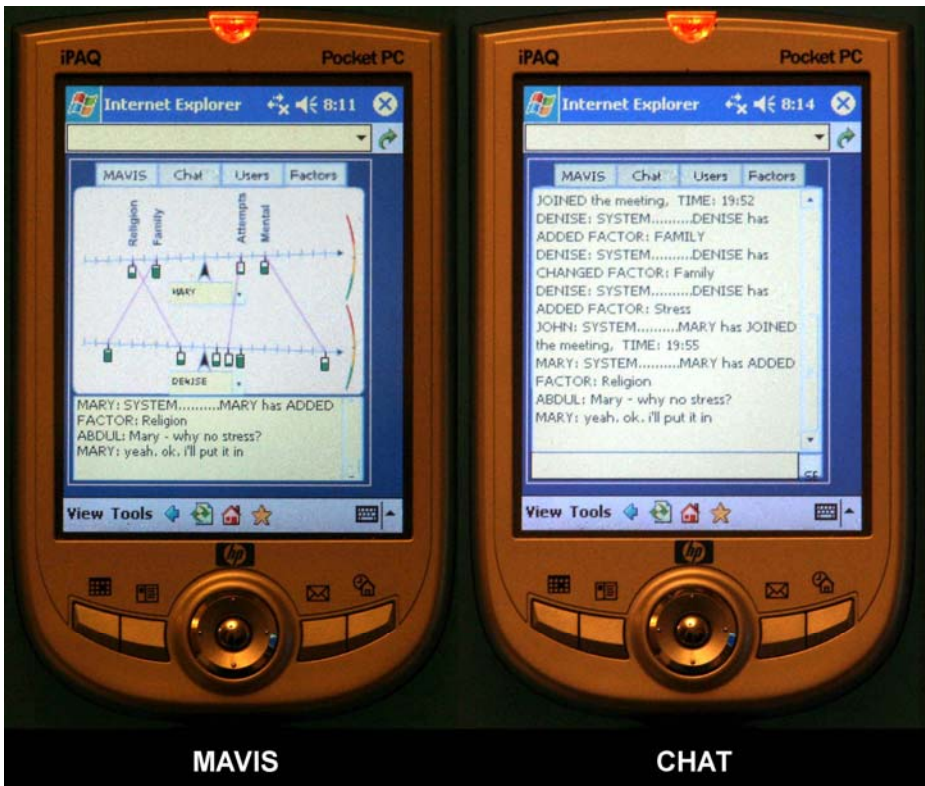 iPAQ Pocket PC
Internet Explorer 8:11
MAVIS Chat Users Factors
Religion
Family
Attempts
Mental
MARY
DENISE
MARY: SYSTEM..........MARY has ADDED
FACTOR: Religion
ABDUL: Mary - why no stress?
MARY: yeah. ok. i'll put it in
View Tools
hp
MAVIS
iPAQ Pocket PC
Internet Explorer 8:14
MAVIS Chat Users Factors
JOINED the meeting, TIME: 19:52
DENISE: SYSTEM..........DENISE has
ADDED FACTOR: FAMILY
DENISE: SYSTEM..........DENISE has
CHANGED FACTOR: Family
DENISE: SYSTEM..........DENISE has
ADDED FACTOR: Stress
JOHN: SYSTEM..........MARY has JOINED
the meeting, TIME: 19:55
MARY: SYSTEM..........MARY has ADDED
FACTOR: Religion
ABDUL: Mary - why no stress?
MARY: yeah. ok. i'll put it in
View Tools
hp
CHAT